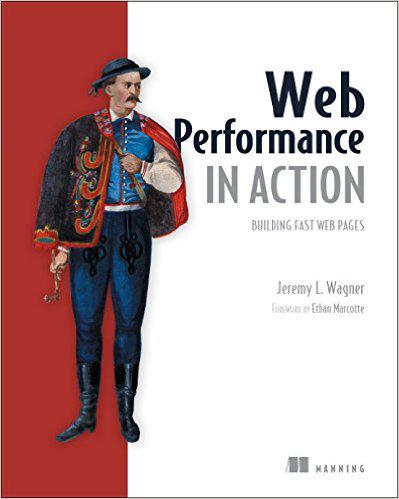 Web
Performance
IN ACTION
BUILDING FAST WEB PAGES
Jeremy L. Wagner
FOREWORD BY Ethan Marcotte
MANNING